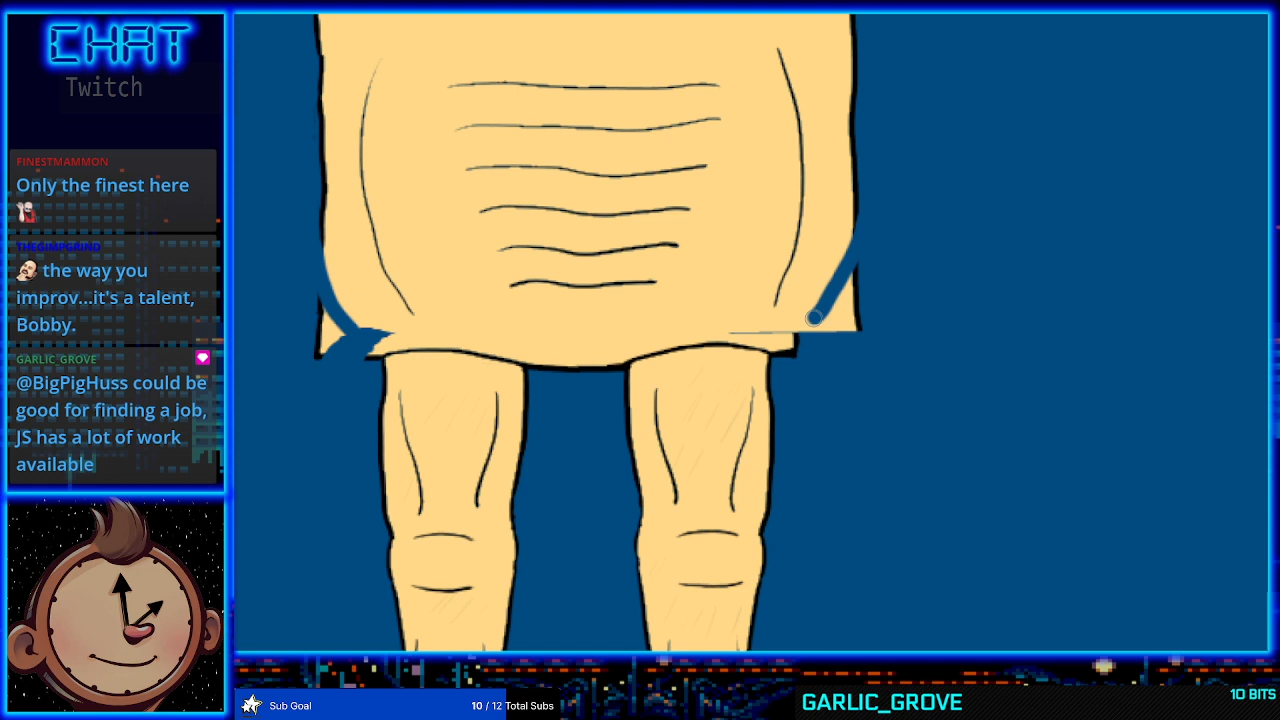 CHAT
Twitch
FINESTMAMMON
Only the finest here
THEGIMPGRIND
the way you
improv...it's a talent,
Bobby.
GARLIC_GROVE
@BigPigHuss could be
good for finding a job,
JS has a lot of work
available
Sub Goal
10 / 12 Total Subs
GARLIC_GROVE
10 BITS